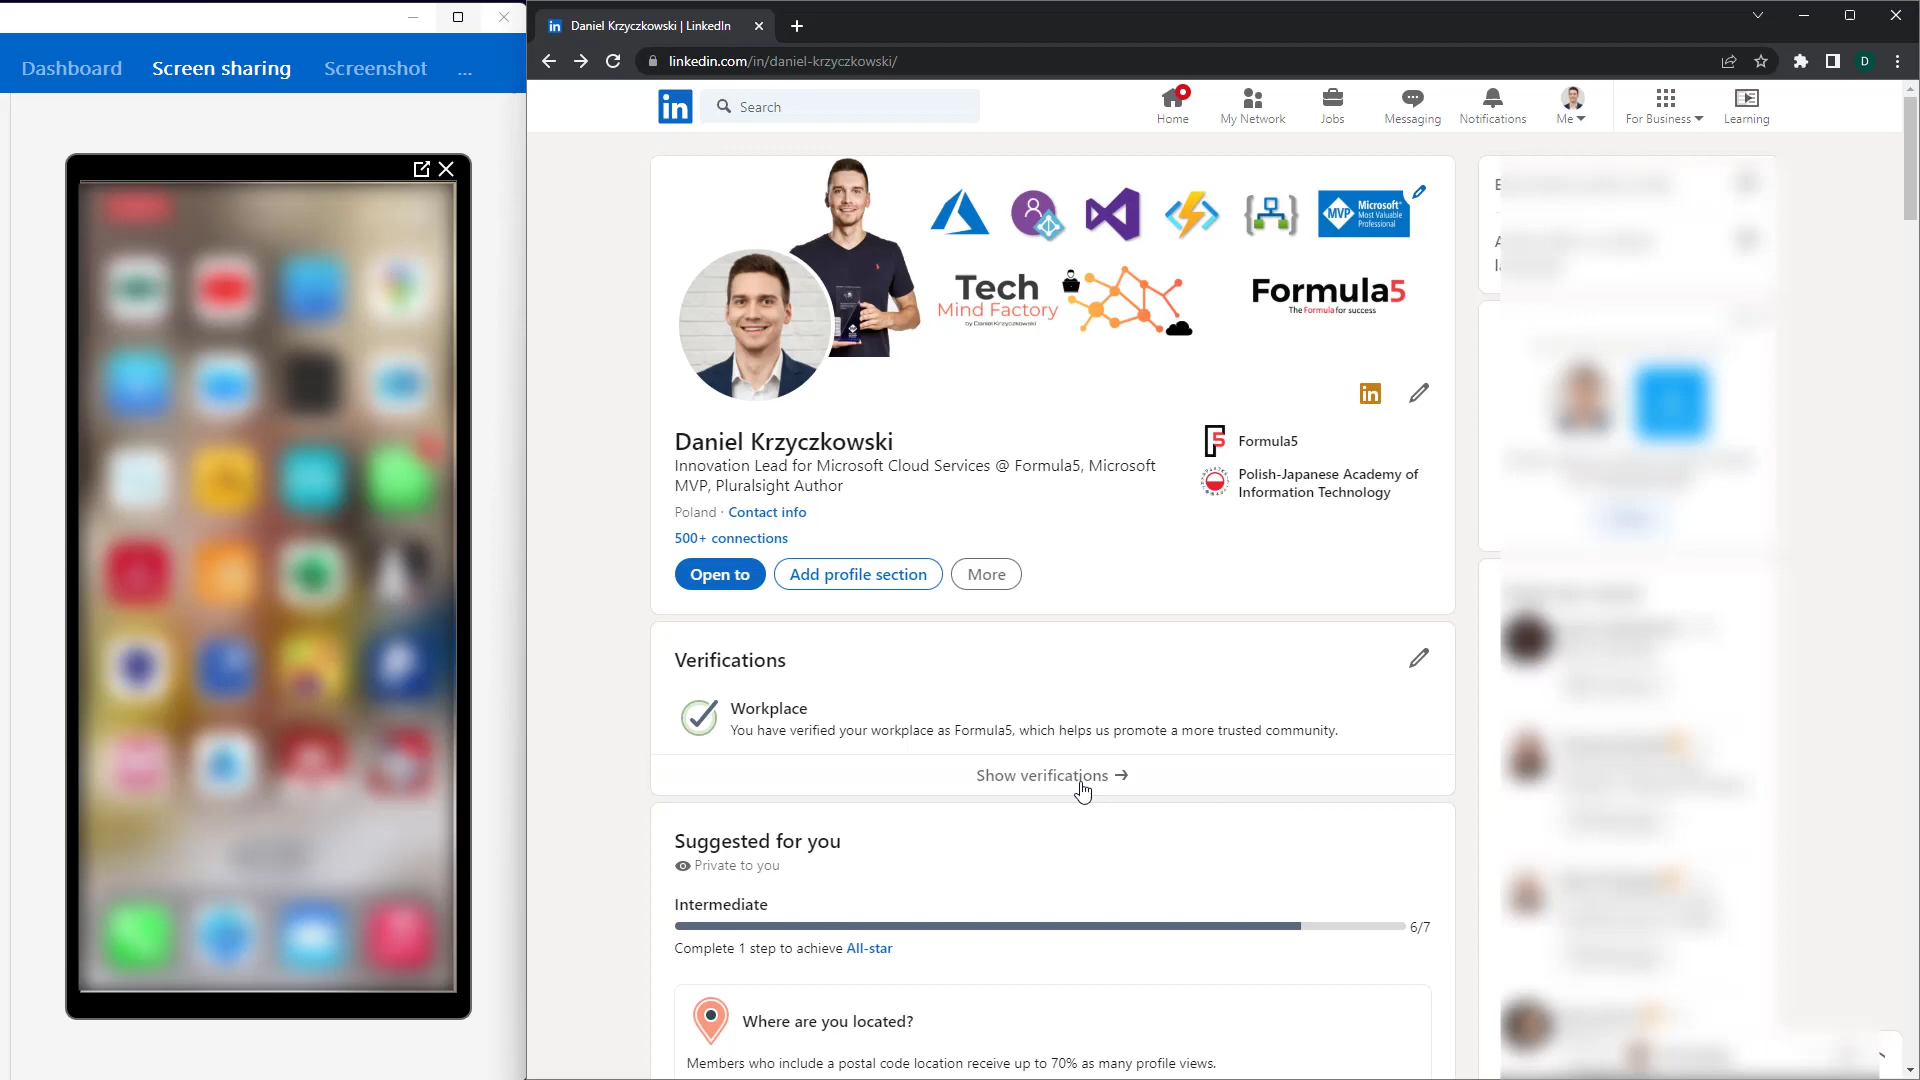 Dashboard
Screen sharing
Screenshot
...
Daniel Krzyczkowski | LinkedIn
linkedin.com/in/daniel-krzyczkowski/
D
in
Search
Home
My Network
Jobs
Messaging
Notifications
Me
For Business
Learning
MVP
Microsoft®
Most Valuable
Professional
Tech
Mind Factory
by Daniel Krzyczkowski
Formula5
The Formula for success
in
Daniel Krzyczkowski
Innovation Lead for Microsoft Cloud Services @ Formula5, Microsoft
MVP, Pluralsight Author
Poland · Contact info
500+ connections
Open to
Add profile section
More
Formula5
Polish-Japanese Academy of
Information Technology
Verifications
Workplace
You have verified your workplace as Formula5, which helps us promote a more trusted community.
Show verifications →
Suggested for you
Private to you
Intermediate
6/7
Complete 1 step to achieve All-star
Where are you located?
Members who include a postal code location receive up to 70% as many profile views.